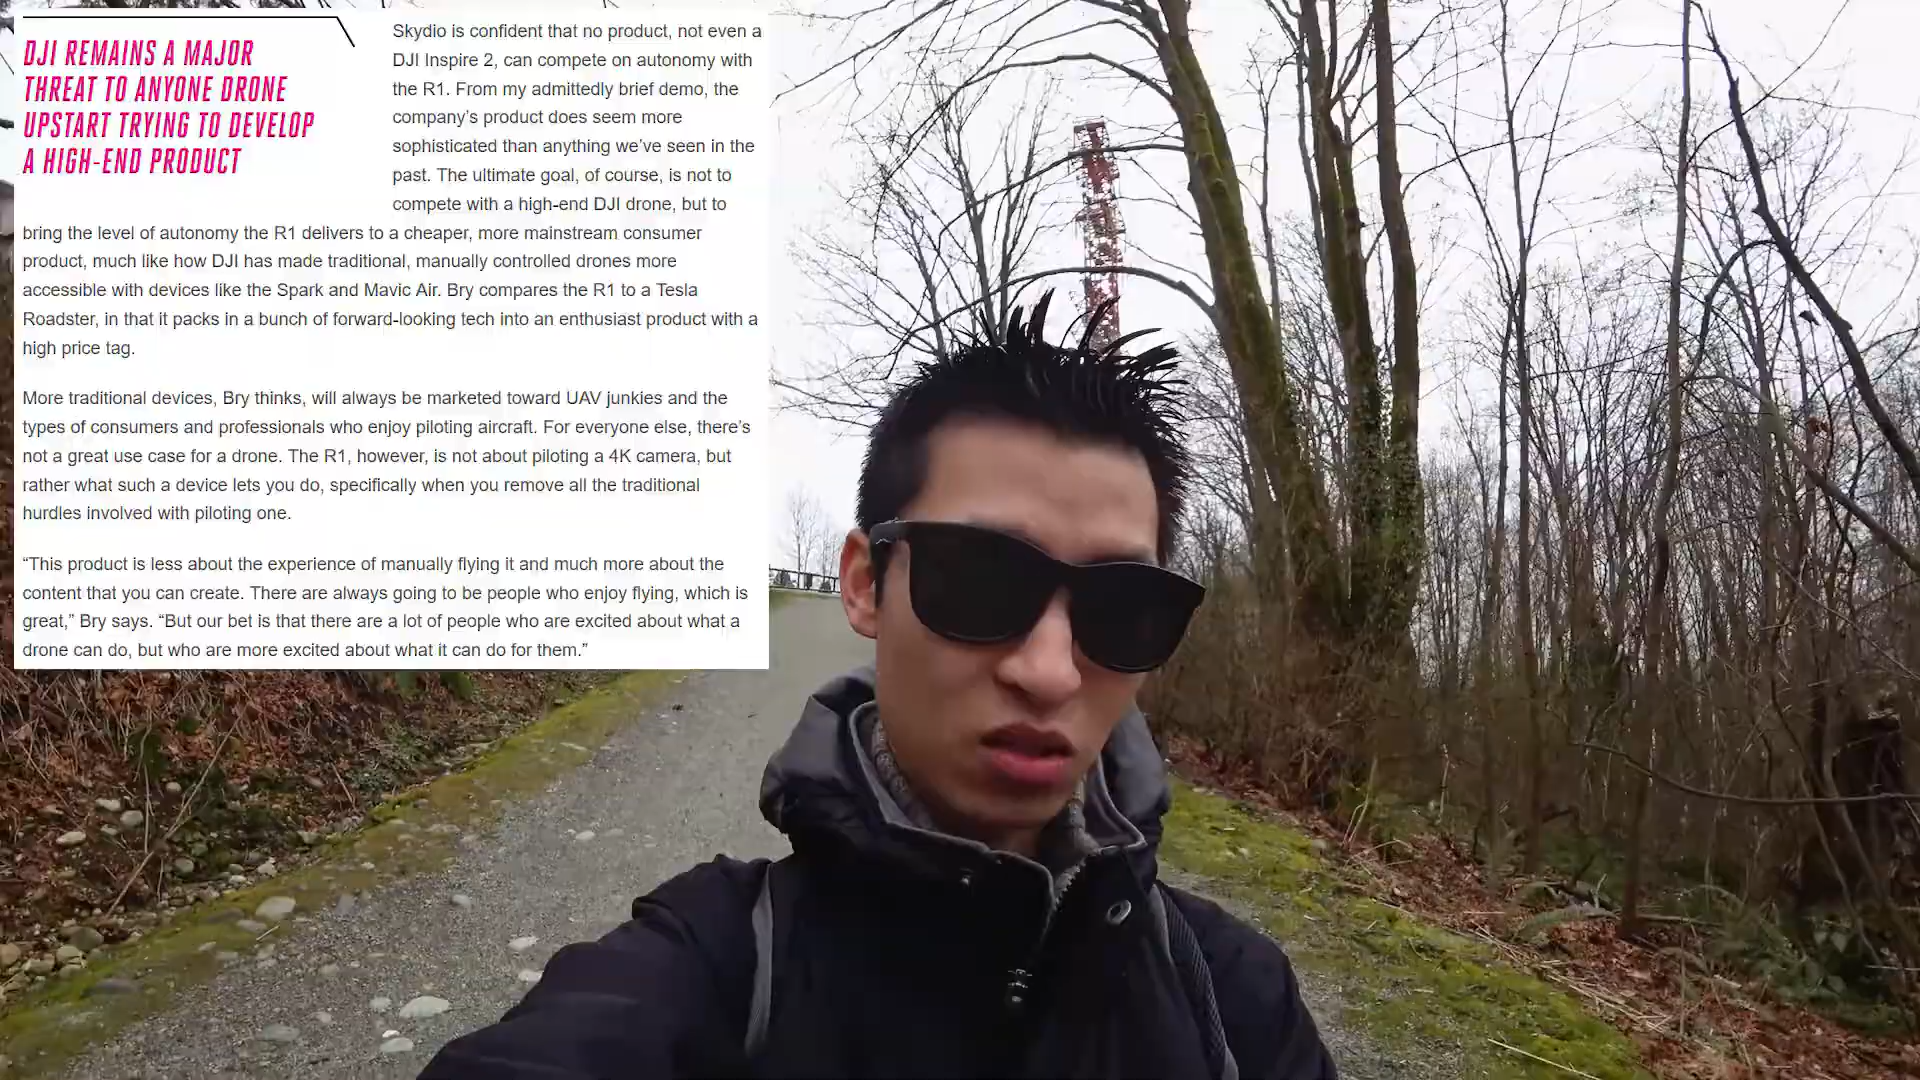 DJI REMAINS A MAJOR
THREAT TO ANYONE DRONE
UPSTART TRYING TO DEVELOP
A HIGH-END PRODUCT
Skydio is confident that no product, not even a
DJI Inspire 2, can compete on autonomy with
the R1. From my admittedly brief demo, the
company’s product does seem more
sophisticated than anything we’ve seen in the
past. The ultimate goal, of course, is not to
compete with a high-end DJI drone, but to
bring the level of autonomy the R1 delivers to a cheaper, more mainstream consumer
product, much like how DJI has made traditional, manually controlled drones more
accessible with devices like the Spark and Mavic Air. Bry compares the R1 to a Tesla
Roadster, in that it packs in a bunch of forward-looking tech into an enthusiast product with a
high price tag.
More traditional devices, Bry thinks, will always be marketed toward UAV junkies and the
types of consumers and professionals who enjoy piloting aircraft. For everyone else, there’s
not a great use case for a drone. The R1, however, is not about piloting a 4K camera, but
rather what such a device lets you do, specifically when you remove all the traditional
hurdles involved with piloting one.
“This product is less about the experience of manually flying it and much more about the
content that you can create. There are always going to be people who enjoy flying, which is
great,” Bry says. “But our bet is that there are a lot of people who are excited about what a
drone can do, but who are more excited about what it can do for them.”